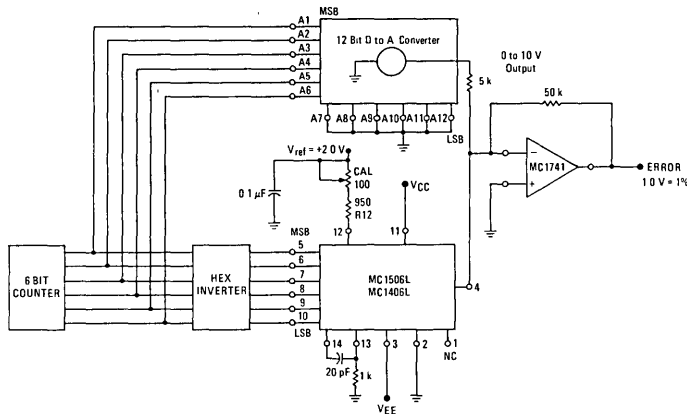 MSB
A1
A2
A3
A4
A5
A6
12 Bit D to A Converter
A7 A8 A9 A10 A11 A12
LSB
0 to 10 V
Output
5 k
50 k
MC1741
ERROR
1 0 V = 1%
Vref = +2 0 V
CAL
100
0 1 µF
950
R12
VCC
12
11
MSB
5
6
7
8
9
10
LSB
6 BIT
COUNTER
HEX
INVERTER
MC1506L
MC1406L
4
14
13
3
2
1
NC
20 pF
1 k
VEE